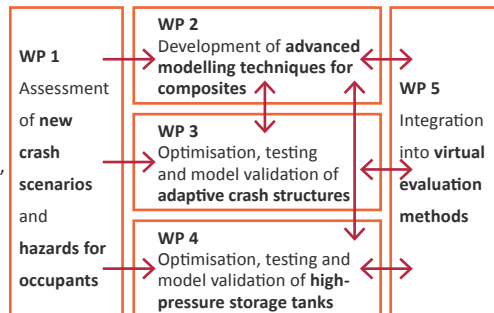 WP 1
Assessment
of new
crash
scenarios
and
hazards for
occupants
,
WP 2
Development of advanced
modelling techniques for
composites
WP 3
Optimisation, testing
and model validation of
adaptive crash structures
WP 4
Optimisation, testing and
model validation of high-
pressure storage tanks
WP 5
Integration
into virtual
evaluation
methods